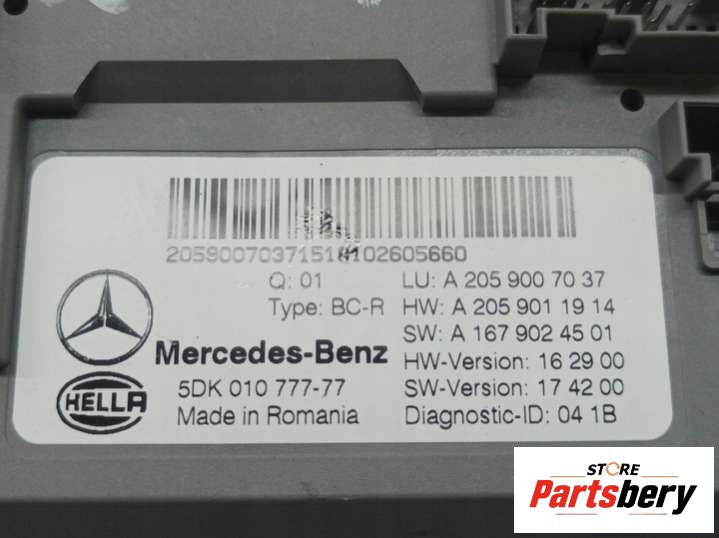 2059007037151 102605660
Q: 01
LU: A 205 900 70 37
Type: BC-R
HW: A 205 901 19 14
SW: A 167 902 45 01
Mercedes-Benz
HW-Version: 16 29 00
HELLA
5DK 010 777-77
SW-Version: 17 42 00
Made in Romania
Diagnostic-ID: 04 1B
STORE
Partsbery